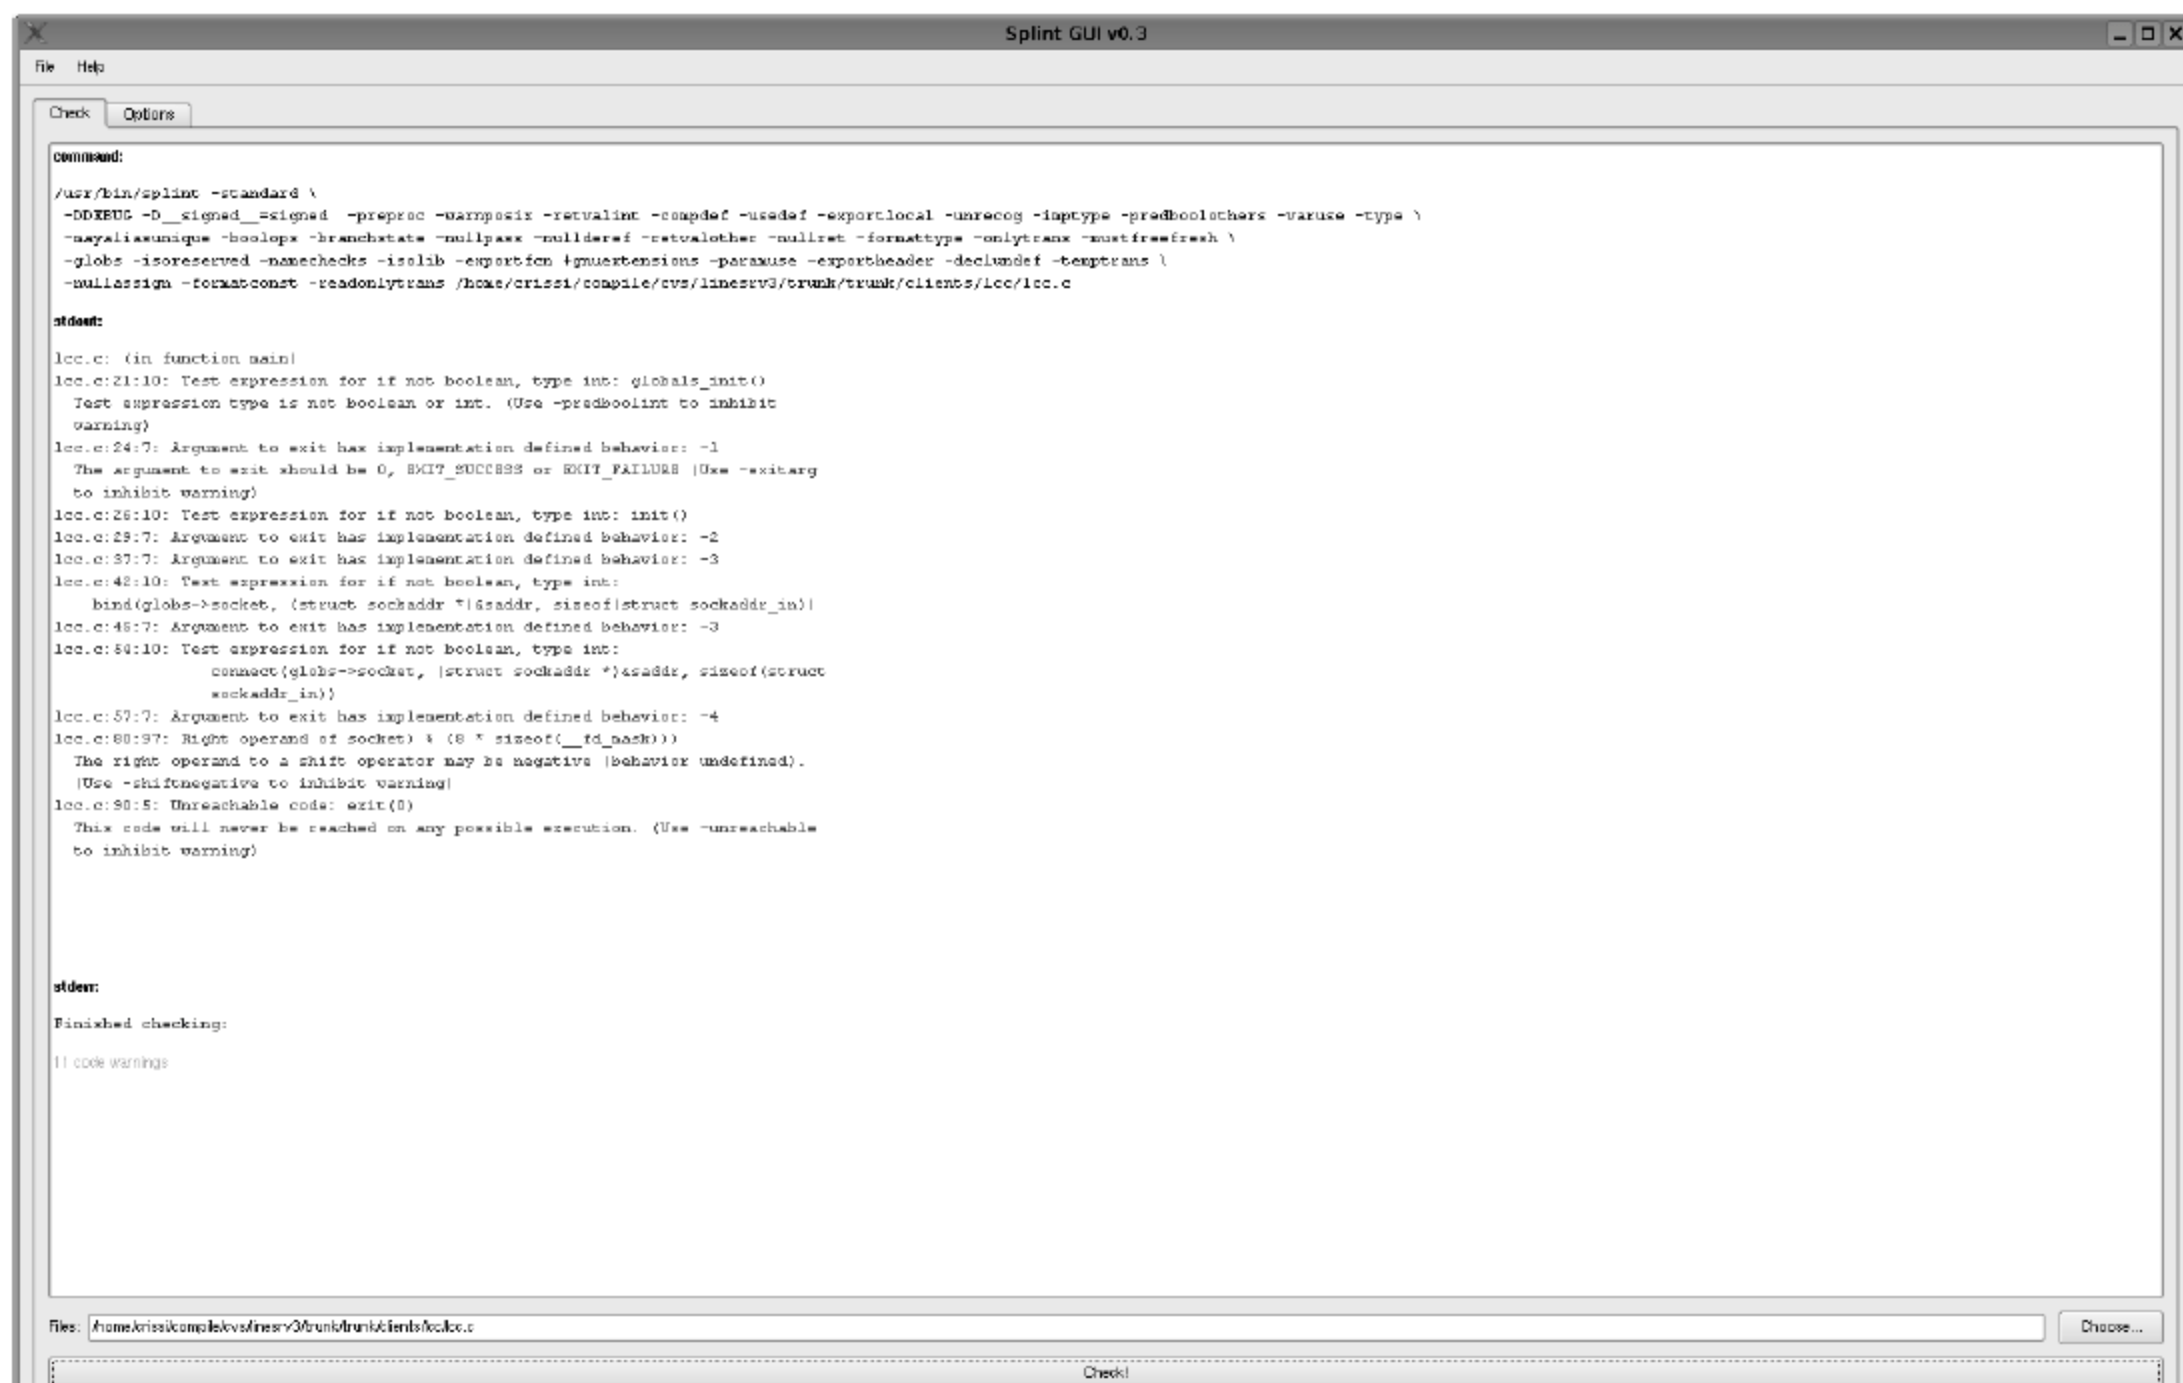 Splint GUI v0.3
File Help
Check Options
command:
/usr/bin/splint -standard \
-DDEBUG -D__signed__=signed -preproc -warnposix -retvalint -compdef -usedef -exportlocal -unrecog -imptype -predboolothers -varuse -type \
-mayaliasunique -boolops -branchstate -nullpass -nullderef -retvalother -nullret -formattype -onlytrans -mustfreefresh \
-globs -isoreserved -namechecks -isolib -exportfcn +gnuextensions -paramuse -exportheader -declundef -temptrans \
-nullassign -formatconst -readonlytrans /home/crissi/compile/cvs/linesrv3/trunk/trunk/clients/lcc/lcc.c
stdout:
lcc.c: (in function main)
lcc.c:21:10: Test expression for if not boolean, type int: globals_init()
Test expression type is not boolean or int. (Use -predboolint to inhibit
warning)
lcc.c:24:7: Argument to exit has implementation defined behavior: -1
The argument to exit should be 0, EXIT_SUCCESS or EXIT_FAILURE (Use -exitarg
to inhibit warning)
lcc.c:26:10: Test expression for if not boolean, type int: init()
lcc.c:29:7: Argument to exit has implementation defined behavior: -2
lcc.c:37:7: Argument to exit has implementation defined behavior: -3
lcc.c:42:10: Test expression for if not boolean, type int:
bind(globs->socket, (struct sockaddr *)&saddr, sizeof(struct sockaddr_in))
lcc.c:45:7: Argument to exit has implementation defined behavior: -3
lcc.c:54:10: Test expression for if not boolean, type int:
connect(globs->socket, (struct sockaddr *)&saddr, sizeof(struct
sockaddr_in))
lcc.c:57:7: Argument to exit has implementation defined behavior: -4
lcc.c:80:97: Right operand of socket) % (8 * sizeof(__fd_mask)))
The right operand to a shift operator may be negative (behavior undefined).
(Use -shiftnegative to inhibit warning)
lcc.c:90:5: Unreachable code: exit(0)
This code will never be reached on any possible execution. (Use -unreachable
to inhibit warning)
stderr:
Finished checking:
11 code warnings
Files: /home/crissi/compile/cvs/linesrv3/trunk/trunk/clients/lcc/lcc.c Choose...
Check!